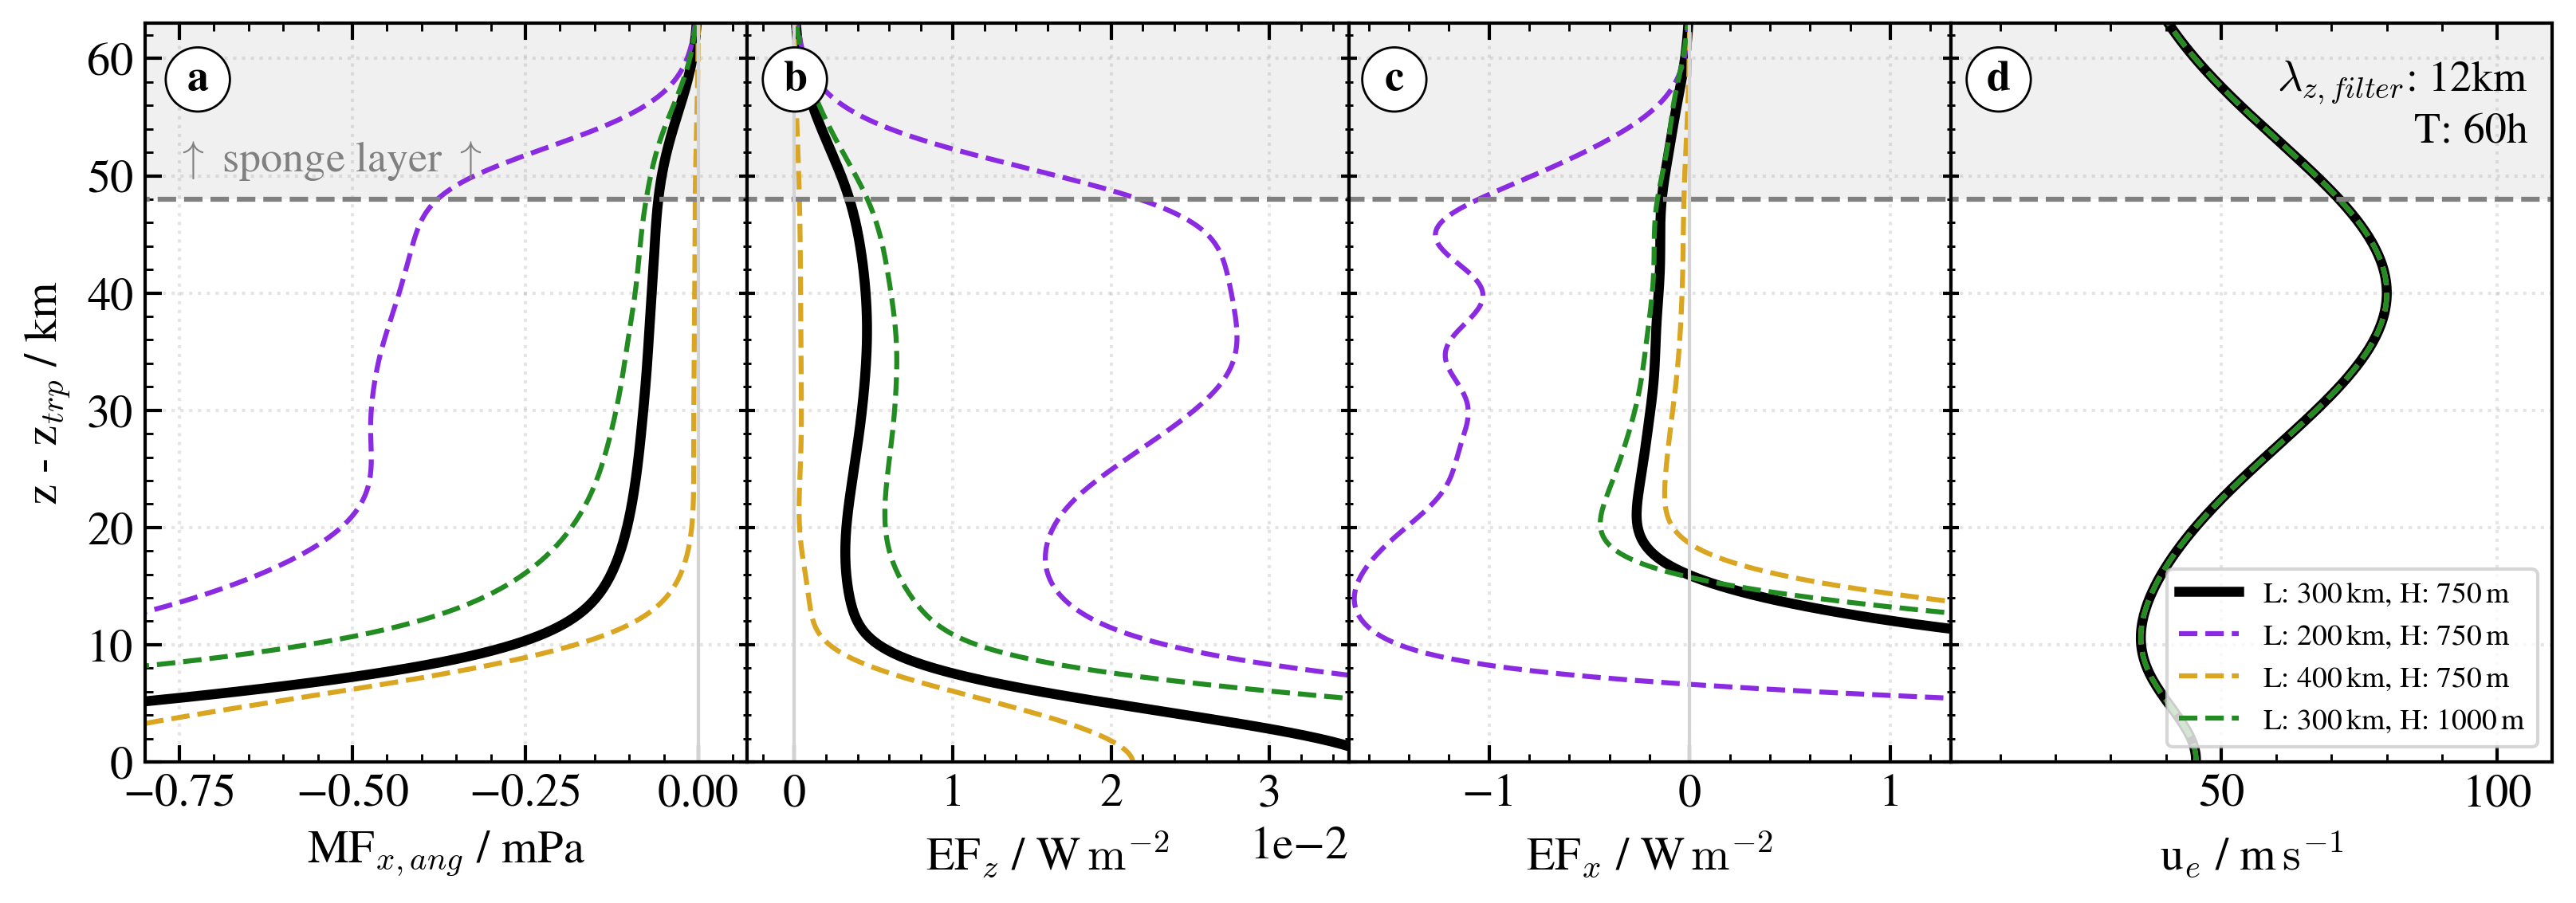 a
b
c
d
λz, filter: 12km
T: 60h
↑ sponge layer ↑
z - ztrp / km
60
50
40
30
20
10
0
−0.75
−0.50
−0.25
0.00
MFx, ang / mPa
0
1
2
3
1e−2
EFz / W m−2
−1
0
1
EFx / W m−2
50
100
ue / m s−1
L: 300 km, H: 750 m
L: 200 km, H: 750 m
L: 400 km, H: 750 m
L: 300 km, H: 1000 m